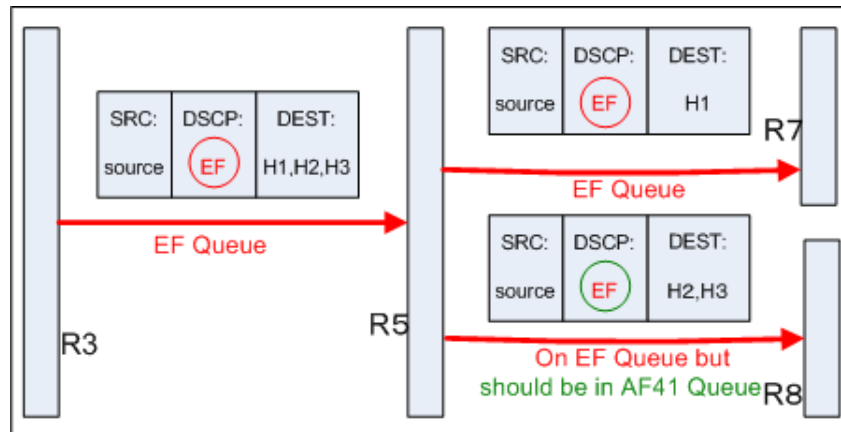 SRC: DSCP: DEST:
source EF H1,H2,H3
EF Queue
R3
R5
SRC: DSCP: DEST:
source EF H1
R7
EF Queue
SRC: DSCP: DEST:
source EF H2,H3
On EF Queue but
should be in AF41 Queue
R8